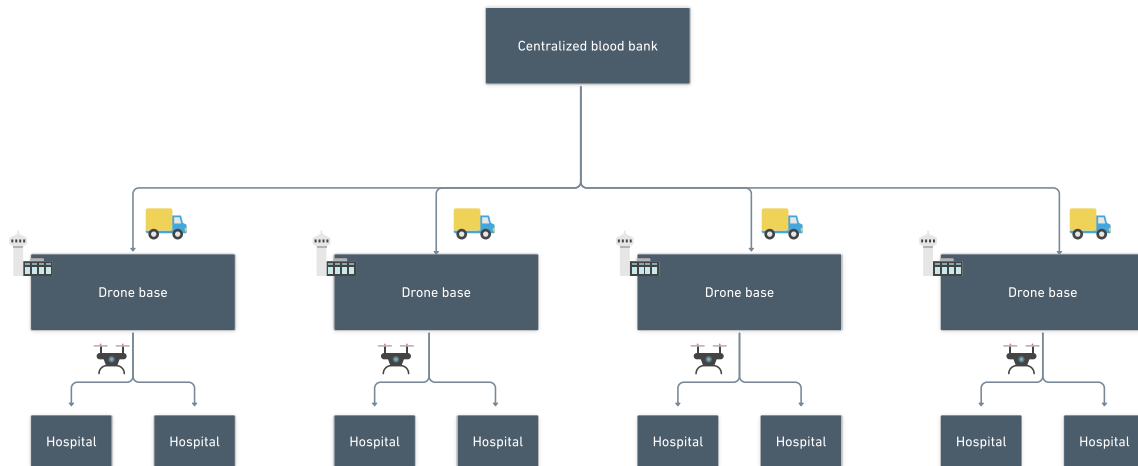 Centralized blood bank
Drone base
Drone base
Drone base
Drone base
Hospital
Hospital
Hospital
Hospital
Hospital
Hospital
Hospital
Hospital